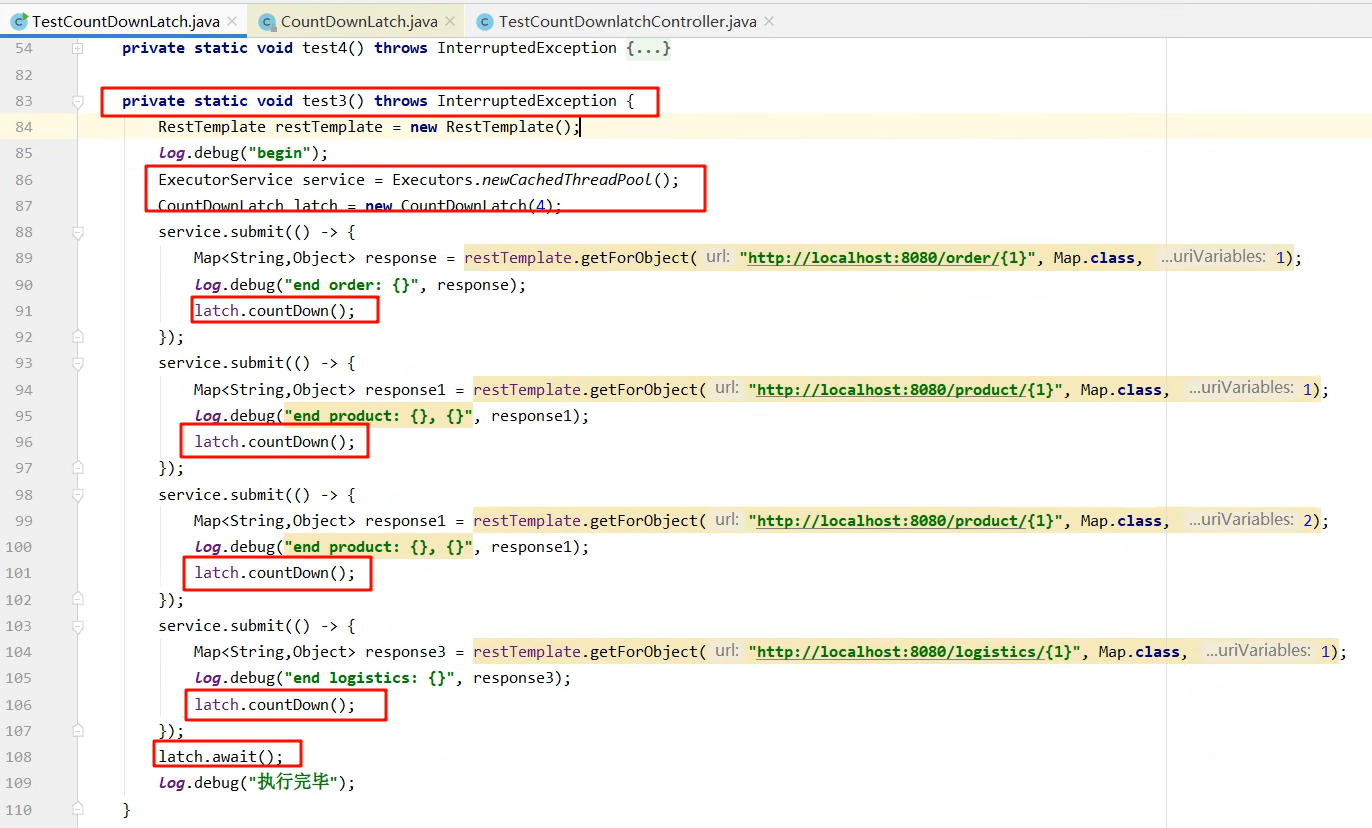 TestCountDownLatch.java × CountDownLatch.java × TestCountDownlatchController.java ×
54 private static void test4() throws InterruptedException {...}
82
83 private static void test3() throws InterruptedException {
84 RestTemplate restTemplate = new RestTemplate();
85 log.debug("begin");
86 ExecutorService service = Executors.newCachedThreadPool();
87 CountDownLatch latch = new CountDownLatch(4);
88 service.submit(() -> {
89 Map<String,Object> response = restTemplate.getForObject( url: "http://localhost:8080/order/{1}", Map.class, ...uriVariables: 1);
90 log.debug("end order: {}", response);
91 latch.countDown();
92 });
93 service.submit(() -> {
94 Map<String,Object> response1 = restTemplate.getForObject( url: "http://localhost:8080/product/{1}", Map.class, ...uriVariables: 1);
95 log.debug("end product: {}, {}", response1);
96 latch.countDown();
97 });
98 service.submit(() -> {
99 Map<String,Object> response1 = restTemplate.getForObject( url: "http://localhost:8080/product/{1}", Map.class, ...uriVariables: 2);
100 log.debug("end product: {}, {}", response1);
101 latch.countDown();
102 });
103 service.submit(() -> {
104 Map<String,Object> response3 = restTemplate.getForObject( url: "http://localhost:8080/logistics/{1}", Map.class, ...uriVariables: 1);
105 log.debug("end logistics: {}", response3);
106 latch.countDown();
107 });
108 latch.await();
109 log.debug("执行完毕");
110 }